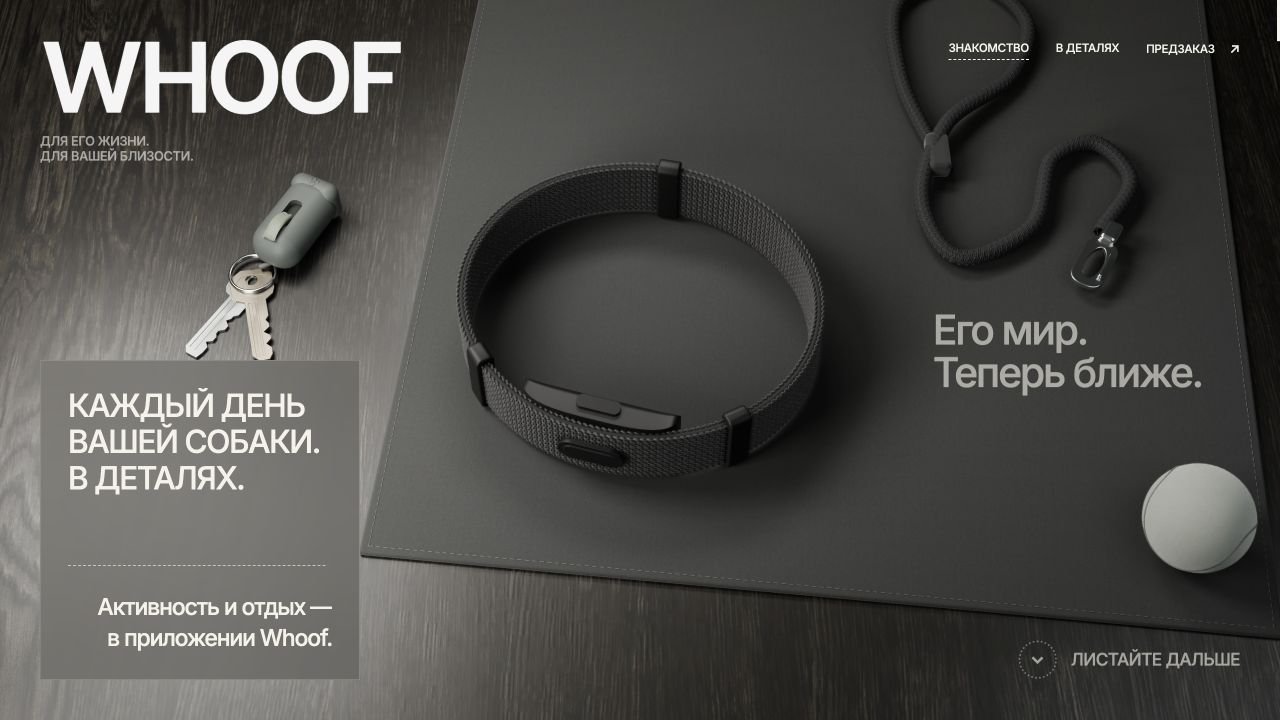 WHOOF
ДЛЯ ЕГО ЖИЗНИ.
ДЛЯ ВАШЕЙ БЛИЗОСТИ.
ЗНАКОМСТВО
В ДЕТАЛЯХ
ПРЕДЗАКАЗ
Его мир.
Теперь ближе.
КАЖДЫЙ ДЕНЬ
ВАШЕЙ СОБАКИ.
В ДЕТАЛЯХ.
Активность и отдых —
в приложении Whoof.
ЛИСТАЙТЕ ДАЛЬШЕ